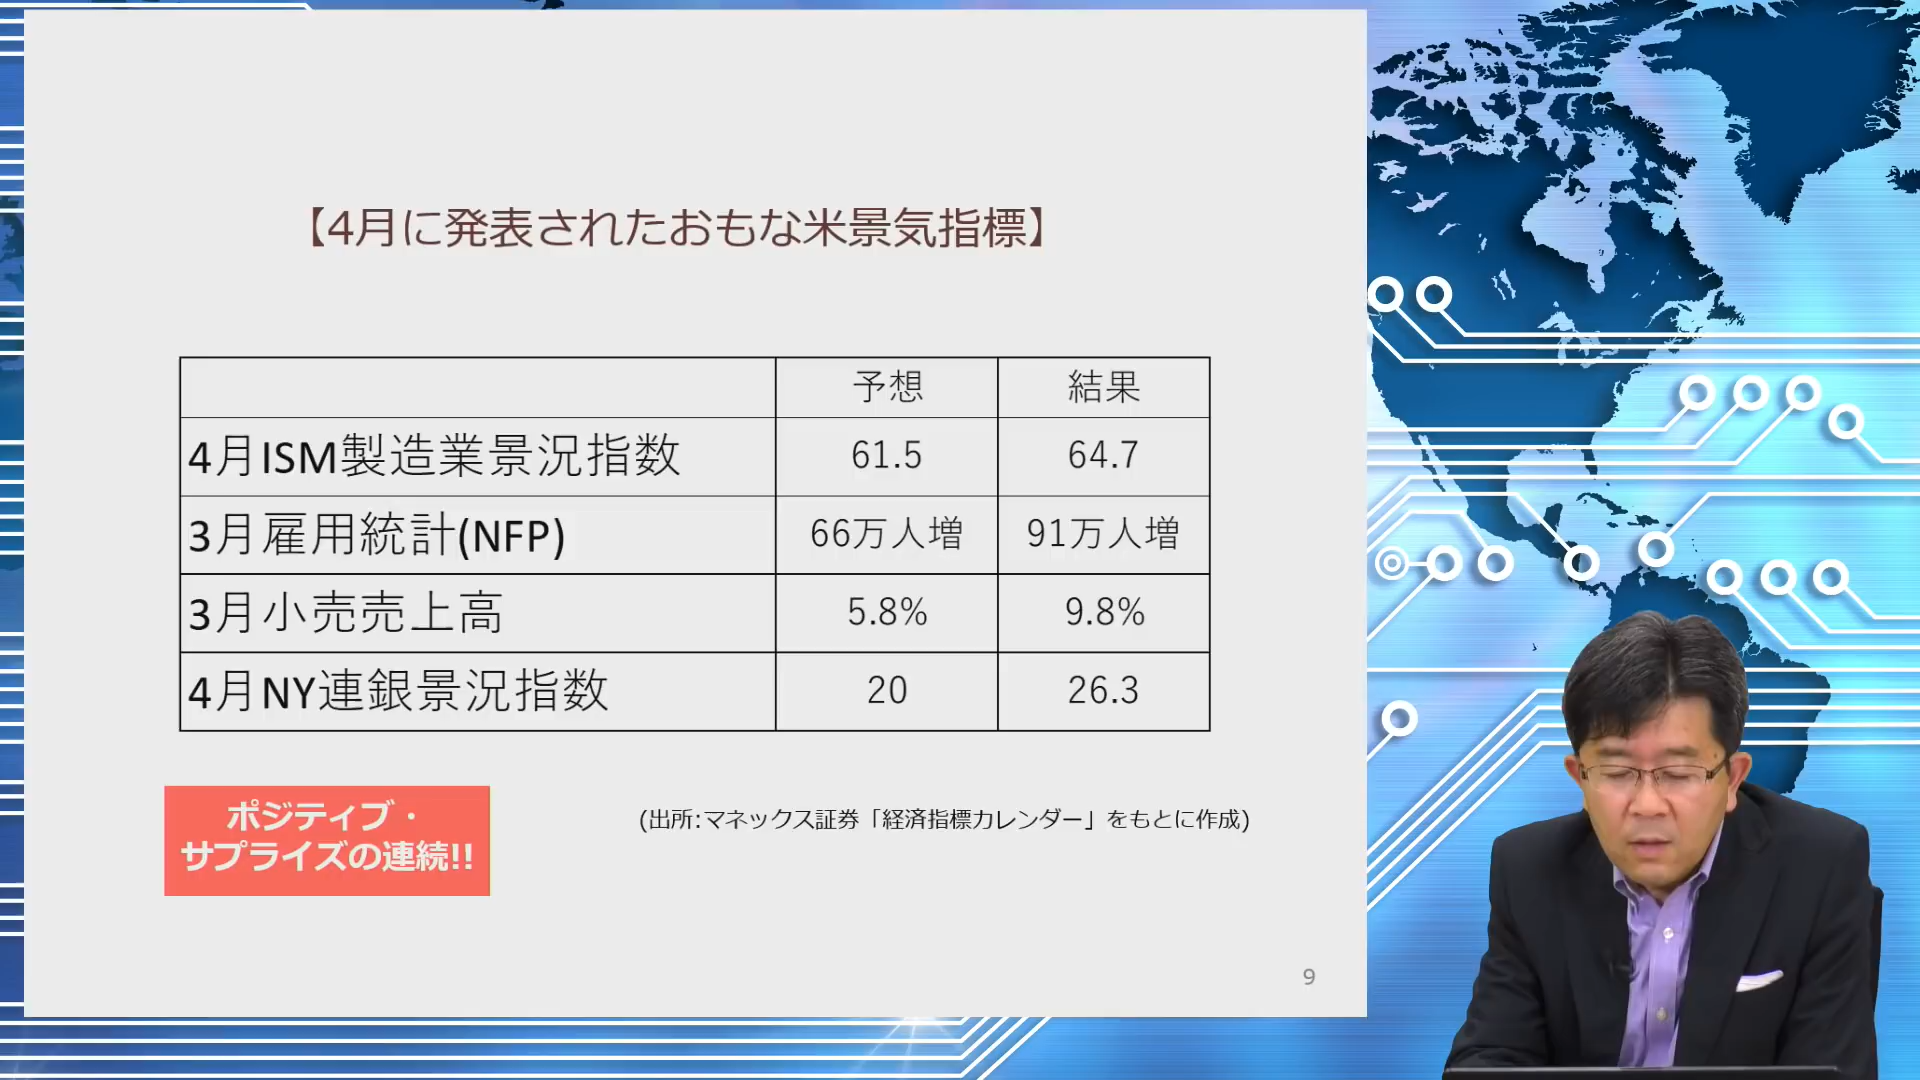 【4月に発表されたおもな米景気指標】
予想 結果
4月ISM製造業景況指数 61.5 64.7
3月雇用統計(NFP) 66万人増 91万人増
3月小売売上高 5.8% 9.8%
4月NY連銀景況指数 20 26.3
ポジティブ・
サプライズの連続!!
(出所:マネックス証券「経済指標カレンダー」をもとに作成)
9